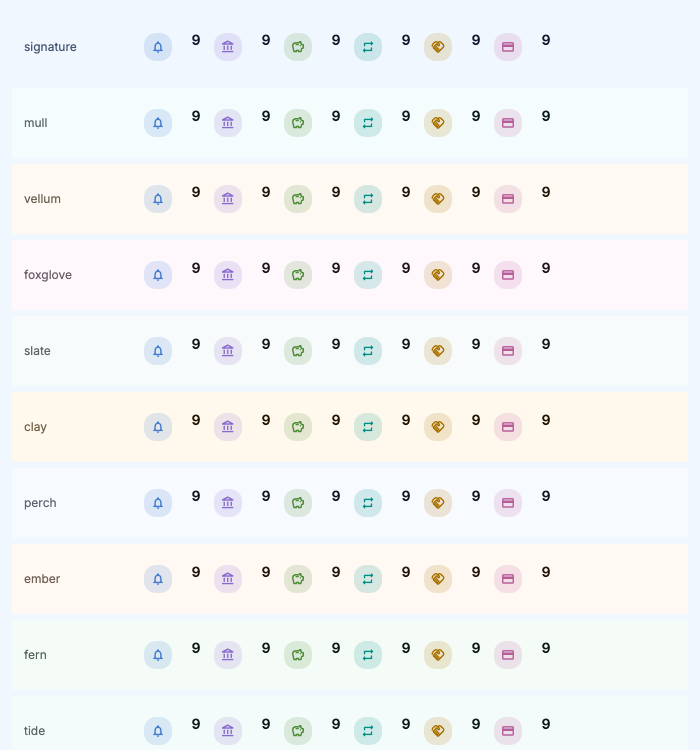 signature 9 9 9 9 9 9
mull 9 9 9 9 9 9
vellum 9 9 9 9 9 9
foxglove 9 9 9 9 9 9
slate 9 9 9 9 9 9
clay 9 9 9 9 9 9
perch 9 9 9 9 9 9
ember 9 9 9 9 9 9
fern 9 9 9 9 9 9
tide 9 9 9 9 9 9